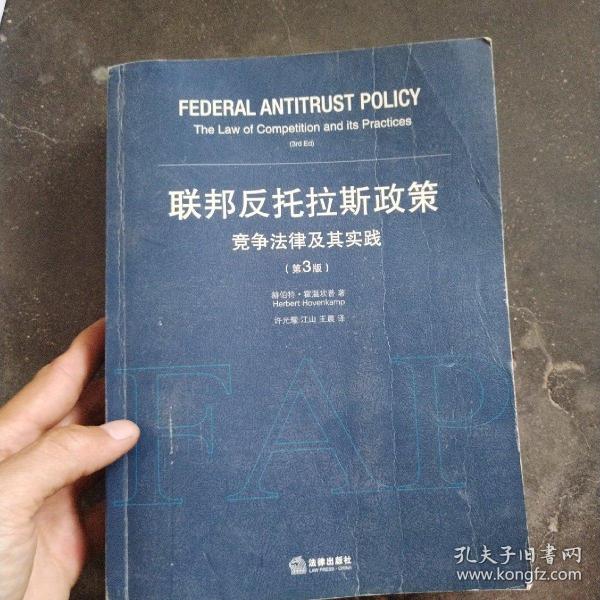 FEDERAL ANTITRUST POLICY
The Law of Competition and its Practices
(3rd Ed)
联邦反托拉斯政策
竞争法律及其实践
(第3版)
赫伯特·霍温坎普 著
Herbert Hovenkamp
许光耀 江山 王晨 译
FAP
法律出版社
LAW PRESS·CHINA
孔夫子旧书网
www.kongfz.com